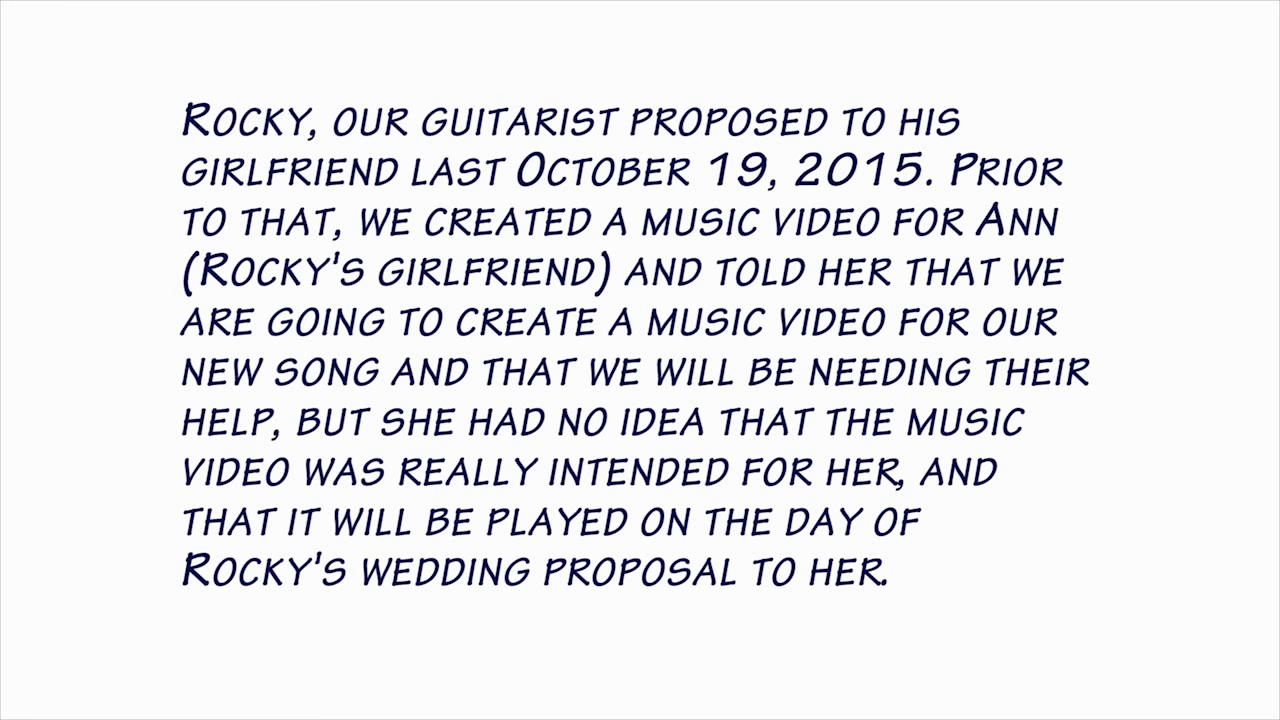 Rocky, our guitarist proposed to his
girlfriend last October 19, 2015. Prior
to that, we created a music video for Ann
(Rocky's girlfriend) and told her that we
are going to create a music video for our
new song and that we will be needing their
help, but she had no idea that the music
video was really intended for her, and
that it will be played on the day of
Rocky's wedding proposal to her.